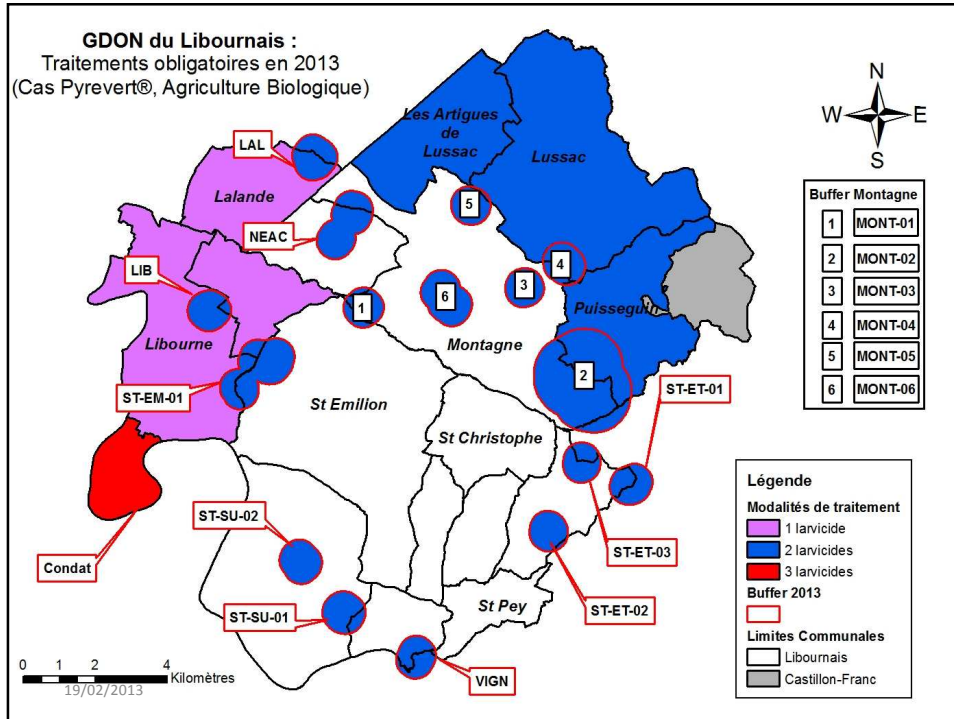 GDON du Libournais :
Traitements obligatoires en 2013
(Cas Pyrevert®, Agriculture Biologique)
N
W
E
S
Les Artigues
de
Lussac
Lussac
LAL
Lalande
5
NEAC
4
LIB
3
6
1
Puisseguin
Libourne
Montagne
2
ST-EM-01
ST-ET-01
St Emilion
St Christophe
ST-SU-02
Condat
ST-ET-03
ST-SU-01
St Pey
ST-ET-02
VIGN
Buffer Montagne
1 MONT-01
2 MONT-02
3 MONT-03
4 MONT-04
5 MONT-05
6 MONT-06
Légende
Modalités de traitement
1 larvicide
2 larvicides
3 larvicides
Buffer 2013
Limites Communales
Libournais
Castillon-Franc
0 1 2 4
Kilomètres
19/02/2013